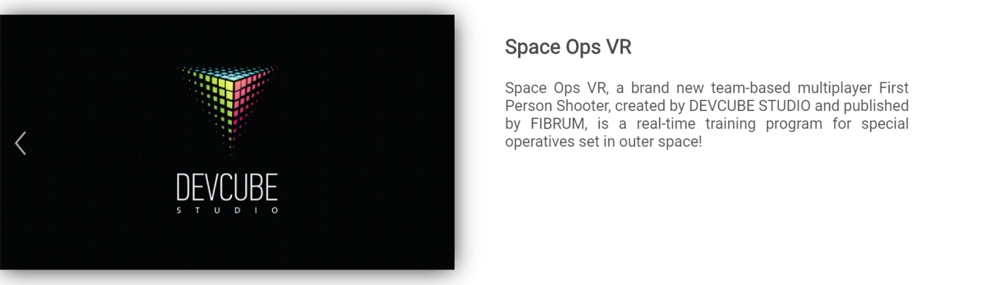 DEVCUBE
STUDIO
Space Ops VR
Space Ops VR, a brand new team-based multiplayer First
Person Shooter, created by DEVCUBE STUDIO and published
by FIBRUM, is a real-time training program for special
operatives set in outer space!